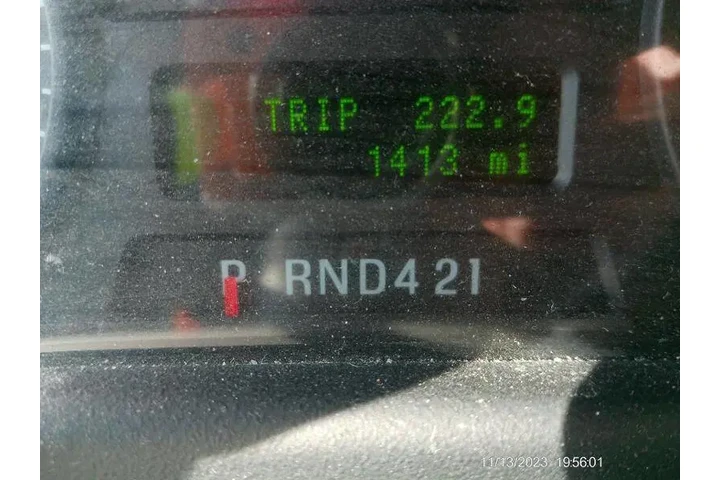 TRIP 222.9
1413 mi
P RND421
11/13/2023 19:56:01